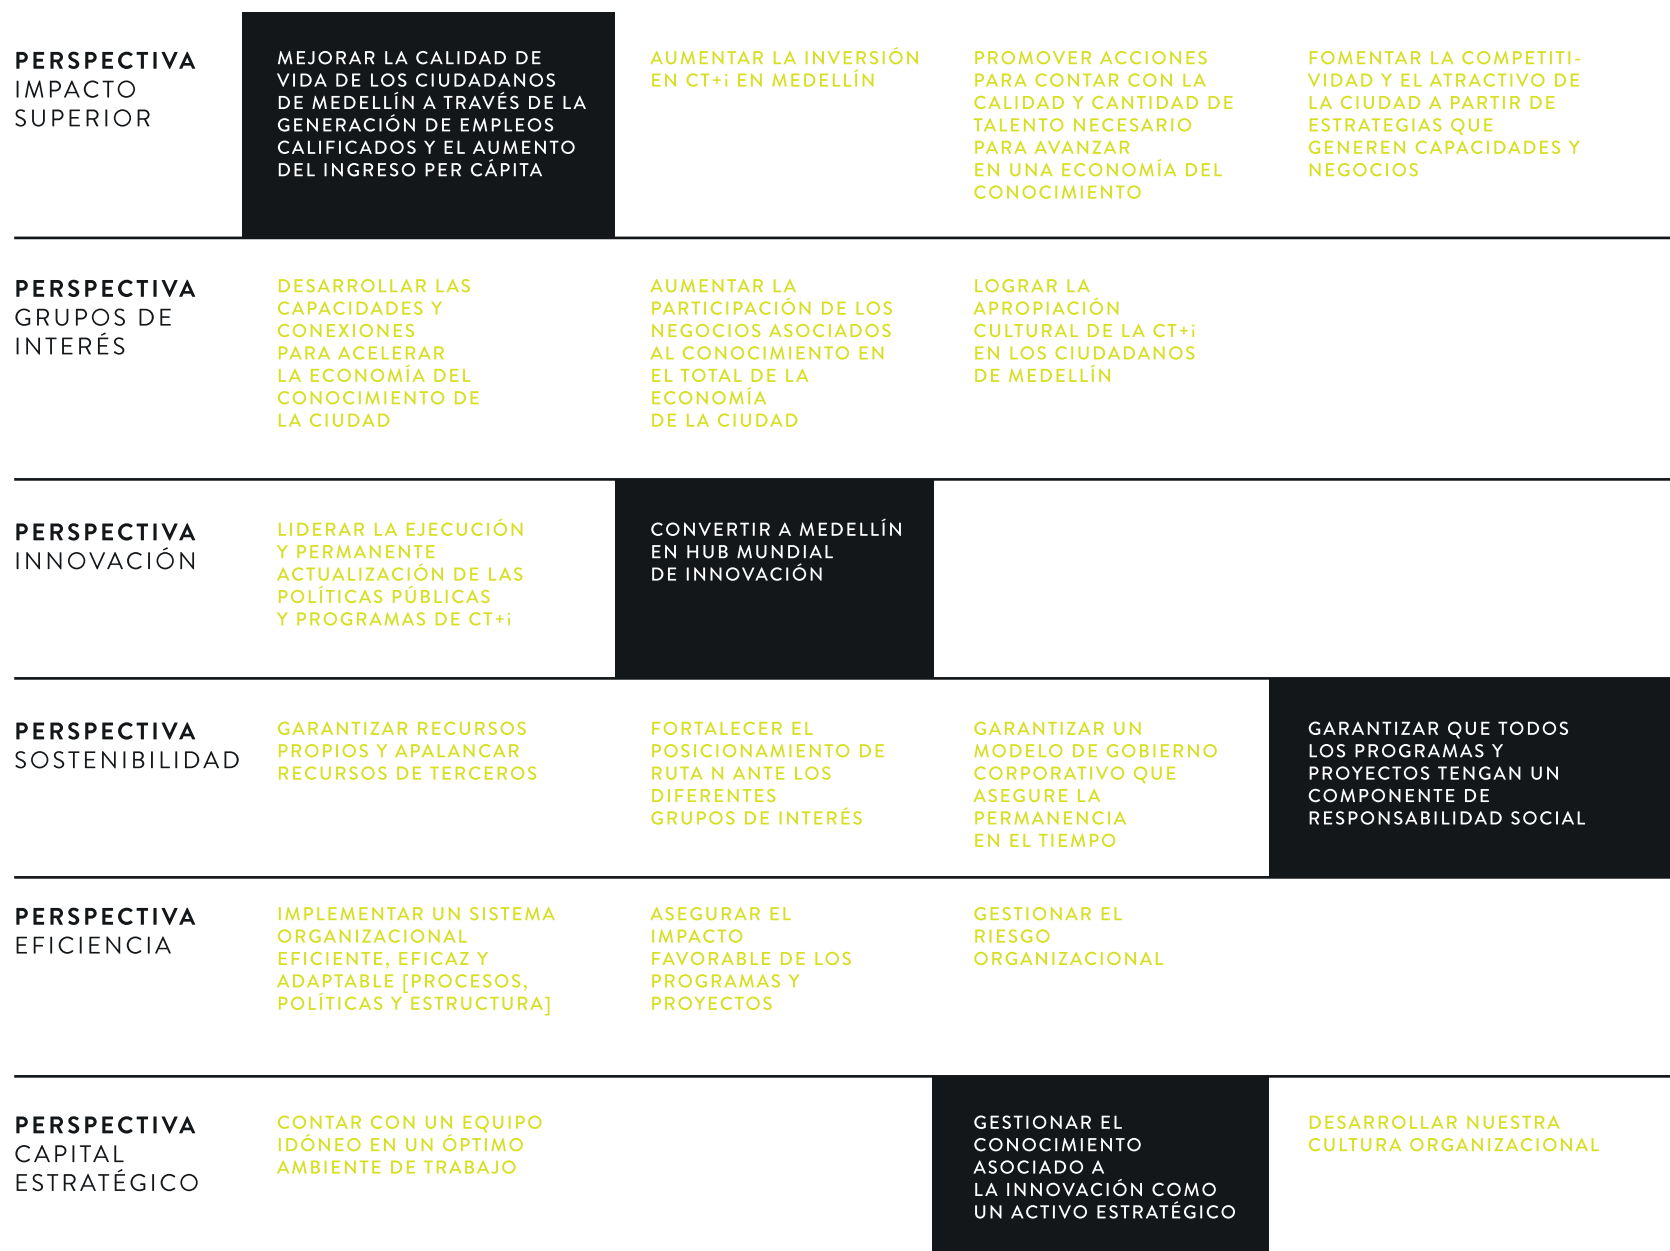 PERSPECTIVA
IMPACTO
SUPERIOR
MEJORAR LA CALIDAD DE
VIDA DE LOS CIUDADANOS
DE MEDELLÍN A TRAVÉS DE LA
GENERACIÓN DE EMPLEOS
CALIFICADOS Y EL AUMENTO
DEL INGRESO PER CÁPITA
AUMENTAR LA INVERSIÓN
EN CT+i EN MEDELLÍN
PROMOVER ACCIONES
PARA CONTAR CON LA
CALIDAD Y CANTIDAD DE
TALENTO NECESARIO
PARA AVANZAR
EN UNA ECONOMÍA DEL
CONOCIMIENTO
FOMENTAR LA COMPETITI-
VIDAD Y EL ATRACTIVO DE
LA CIUDAD A PARTIR DE
ESTRATEGIAS QUE
GENEREN CAPACIDADES Y
NEGOCIOS
PERSPECTIVA
GRUPOS DE
INTERÉS
DESARROLLAR LAS
CAPACIDADES Y
CONEXIONES
PARA ACELERAR
LA ECONOMÍA DEL
CONOCIMIENTO DE
LA CIUDAD
AUMENTAR LA
PARTICIPACIÓN DE LOS
NEGOCIOS ASOCIADOS
AL CONOCIMIENTO EN
EL TOTAL DE LA
ECONOMÍA
DE LA CIUDAD
LOGRAR LA
APROPIACIÓN
CULTURAL DE LA CT+i
EN LOS CIUDADANOS
DE MEDELLÍN
PERSPECTIVA
INNOVACIÓN
LIDERAR LA EJECUCIÓN
Y PERMANENTE
ACTUALIZACIÓN DE LAS
POLÍTICAS PÚBLICAS
Y PROGRAMAS DE CT+i
CONVERTIR A MEDELLÍN
EN HUB MUNDIAL
DE INNOVACIÓN
PERSPECTIVA
SOSTENIBILIDAD
GARANTIZAR RECURSOS
PROPIOS Y APALANCAR
RECURSOS DE TERCEROS
FORTALECER EL
POSICIONAMIENTO DE
RUTA N ANTE LOS
DIFERENTES
GRUPOS DE INTERÉS
GARANTIZAR UN
MODELO DE GOBIERNO
CORPORATIVO QUE
ASEGURE LA
PERMANENCIA
EN EL TIEMPO
GARANTIZAR QUE TODOS
LOS PROGRAMAS Y
PROYECTOS TENGAN UN
COMPONENTE DE
RESPONSABILIDAD SOCIAL
PERSPECTIVA
EFICIENCIA
IMPLEMENTAR UN SISTEMA
ORGANIZACIONAL
EFICIENTE, EFICAZ Y
ADAPTABLE [PROCESOS,
POLÍTICAS Y ESTRUCTURA]
ASEGURAR EL
IMPACTO
FAVORABLE DE LOS
PROGRAMAS Y
PROYECTOS
GESTIONAR EL
RIESGO
ORGANIZACIONAL
PERSPECTIVA
CAPITAL
ESTRATÉGICO
CONTAR CON UN EQUIPO
IDÓNEO EN UN ÓPTIMO
AMBIENTE DE TRABAJO
GESTIONAR EL
CONOCIMIENTO
ASOCIADO A
LA INNOVACIÓN COMO
UN ACTIVO ESTRATÉGICO
DESARROLLAR NUESTRA
CULTURA ORGANIZACIONAL